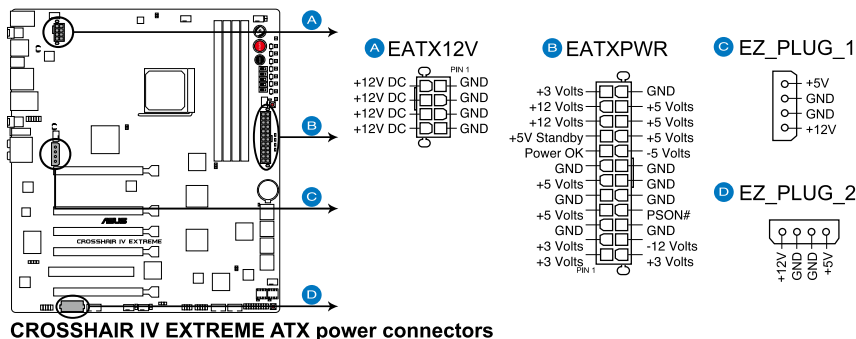 A
B
C
D
/SUS
CROSSHAIR IV EXTREME
A EATX12V
PIN 1
+12V DC GND
+12V DC GND
+12V DC GND
+12V DC GND
B EATXPWR
+3 Volts GND
+12 Volts +5 Volts
+12 Volts +5 Volts
+5V Standby +5 Volts
Power OK -5 Volts
GND GND
+5 Volts GND
GND GND
+5 Volts PSON#
GND GND
+3 Volts -12 Volts
+3 Volts +3 Volts
PIN 1
C EZ_PLUG_1
+5V
GND
GND
+12V
D EZ_PLUG_2
+12V
GND
GND
+5V
CROSSHAIR IV EXTREME ATX power connectors